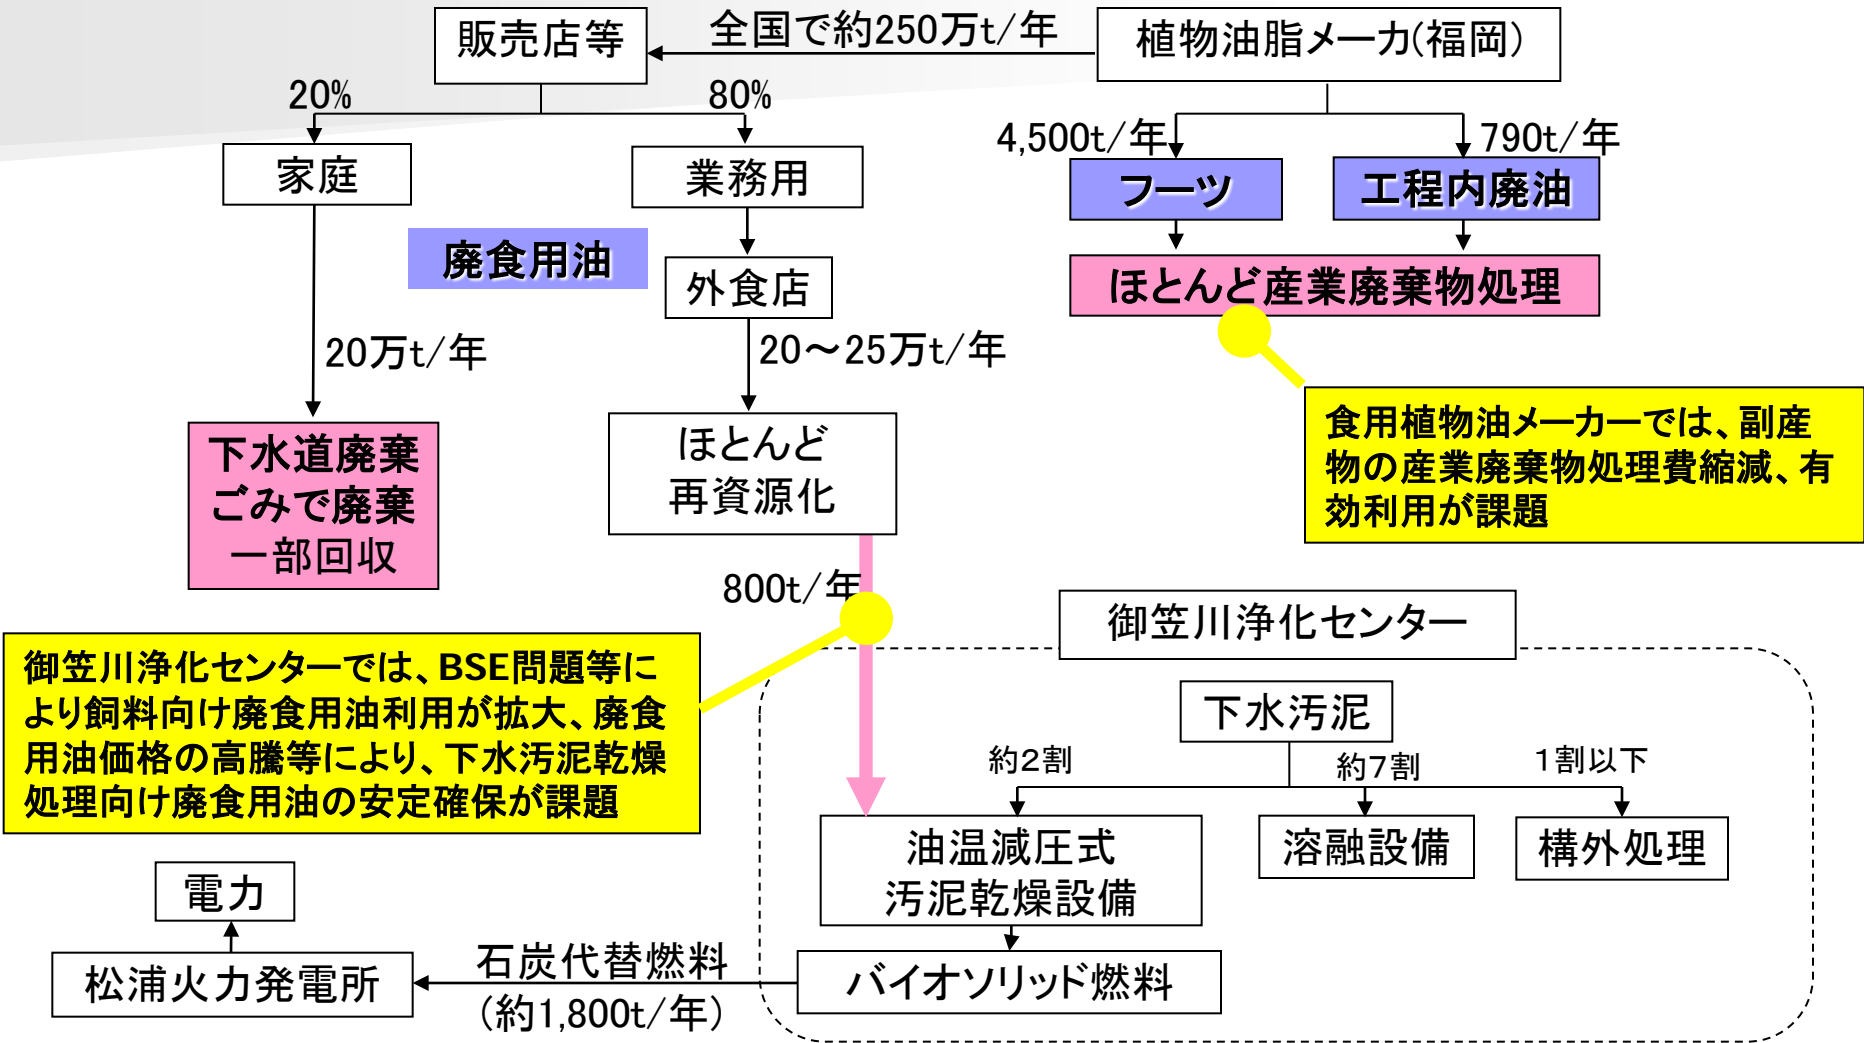 販売店等
全国で約250万t/年
植物油脂メーカ(福岡)
20%
80%
4,500t/年
790t/年
家庭
業務用
フーツ
工程内廃油
廃食用油
外食店
ほとんど産業廃棄物処理
20万t/年
20～25万t/年
食用植物油メーカーでは、副産
物の産業廃棄物処理費縮減、有
効利用が課題
下水道廃棄
ごみで廃棄
一部回収
ほとんど
再資源化
800t/年
御笠川浄化センター
御笠川浄化センターでは、BSE問題等に
より飼料向け廃食用油利用が拡大、廃食
用油価格の高騰等により、下水汚泥乾燥
処理向け廃食用油の安定確保が課題
下水汚泥
約2割
約7割
1割以下
油温減圧式
汚泥乾燥設備
溶融設備
構外処理
電力
松浦火力発電所
石炭代替燃料
(約1,800t/年)
バイオソリッド燃料